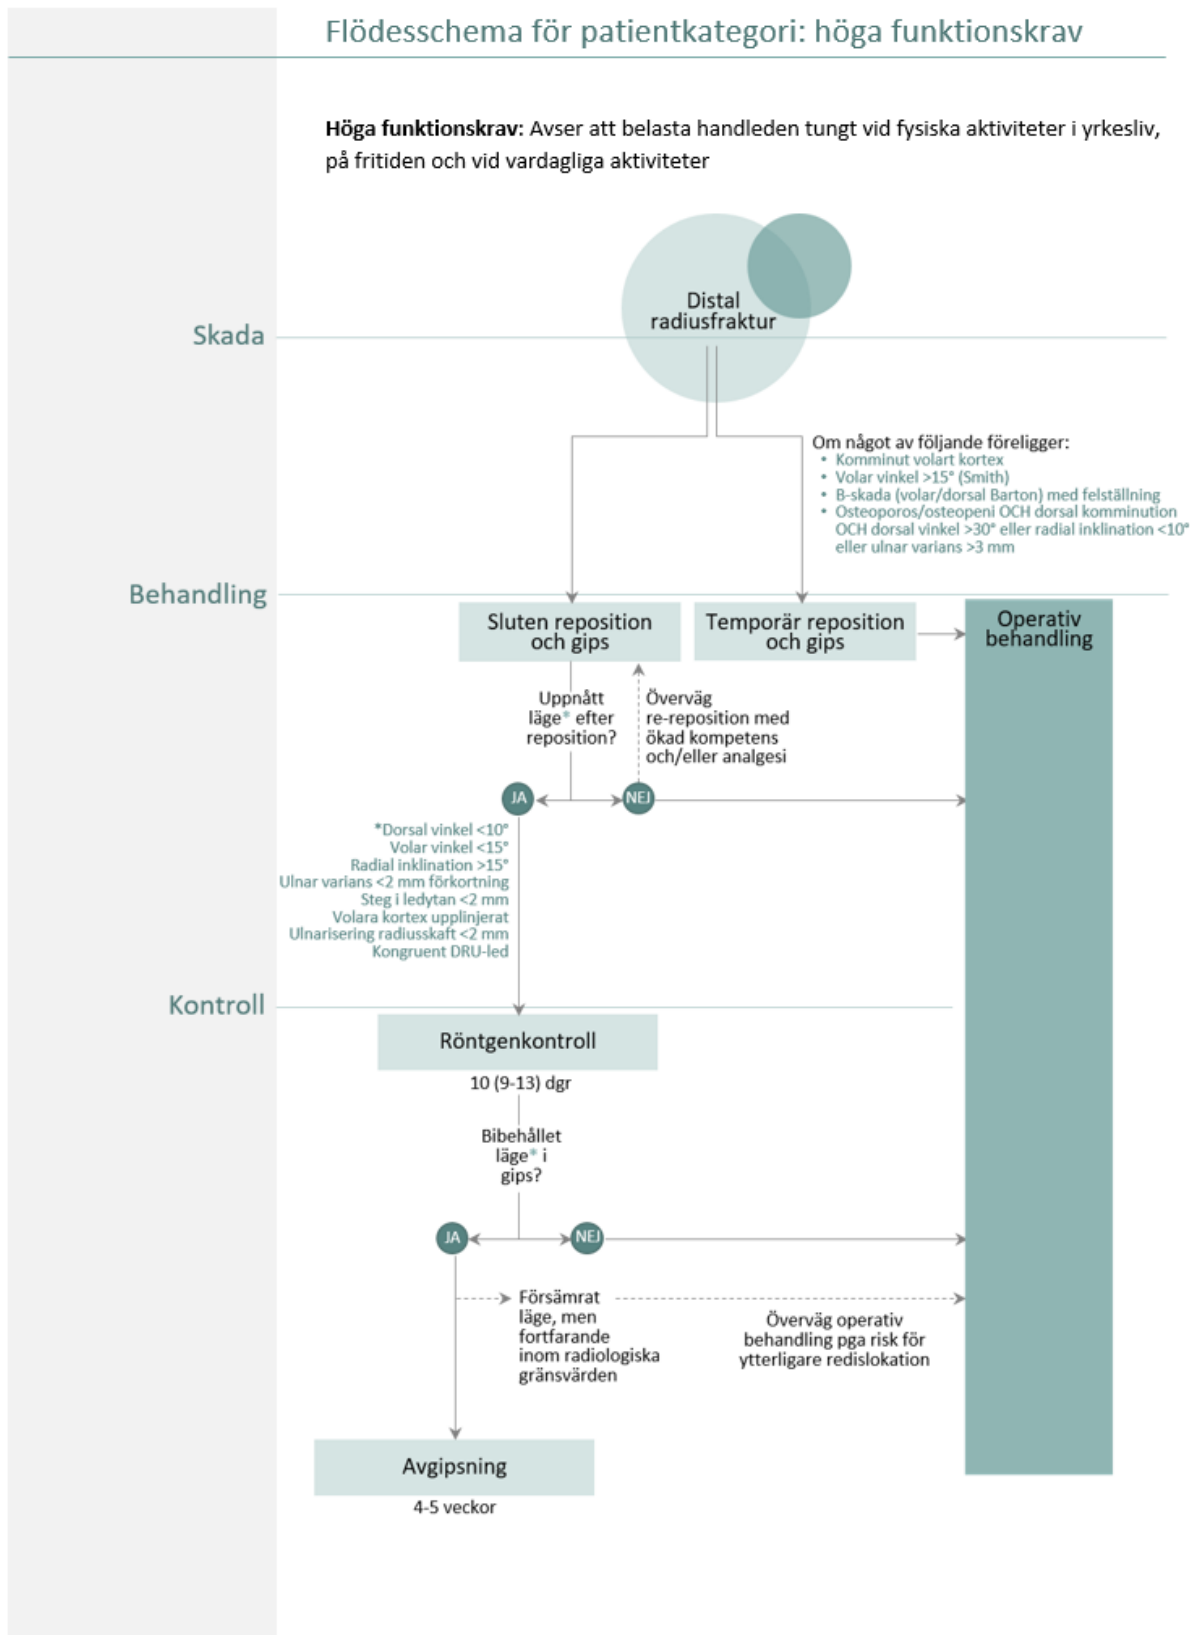 Flödesschema för patientkategori: höga funktionskrav
Höga funktionskrav: Avser att belasta handleden tungt vid fysiska aktiviteter i yrkesliv,
på fritiden och vid vardagliga aktiviteter
Distal
radiusfraktur
Skada
Om något av följande föreligger:
• Komminut volart kortex
• Volar vinkel >15° (Smith)
• B-skada (volar/dorsal Barton) med felställning
• Osteoporos/osteopeni OCH dorsal komminution
OCH dorsal vinkel >30° eller radial inklination <10°
eller ulnar varians >3 mm
Behandling
Sluten reposition
och gips
Temporär reposition
och gips
Operativ
behandling
Uppnått
läge* efter
reposition?
Överväg
re-reposition med
ökad kompetens
och/eller analgesi
JA
NEJ
*Dorsal vinkel <10°
Volar vinkel <15°
Radial inklination >15°
Ulnar varians <2 mm förkortning
Steg i ledytan <2 mm
Volara kortex upplinjerat
Ulnarisering radiusskaft <2 mm
Kongruent DRU-led
Kontroll
Röntgenkontroll
10 (9-13) dgr
Bibehållet
läge* i
gips?
JA
NEJ
Försämrat
läge, men
fortfarande
inom radiologiska
gränsvärden
Överväg operativ
behandling pga risk för
ytterligare redislokation
Avgipsning
4-5 veckor